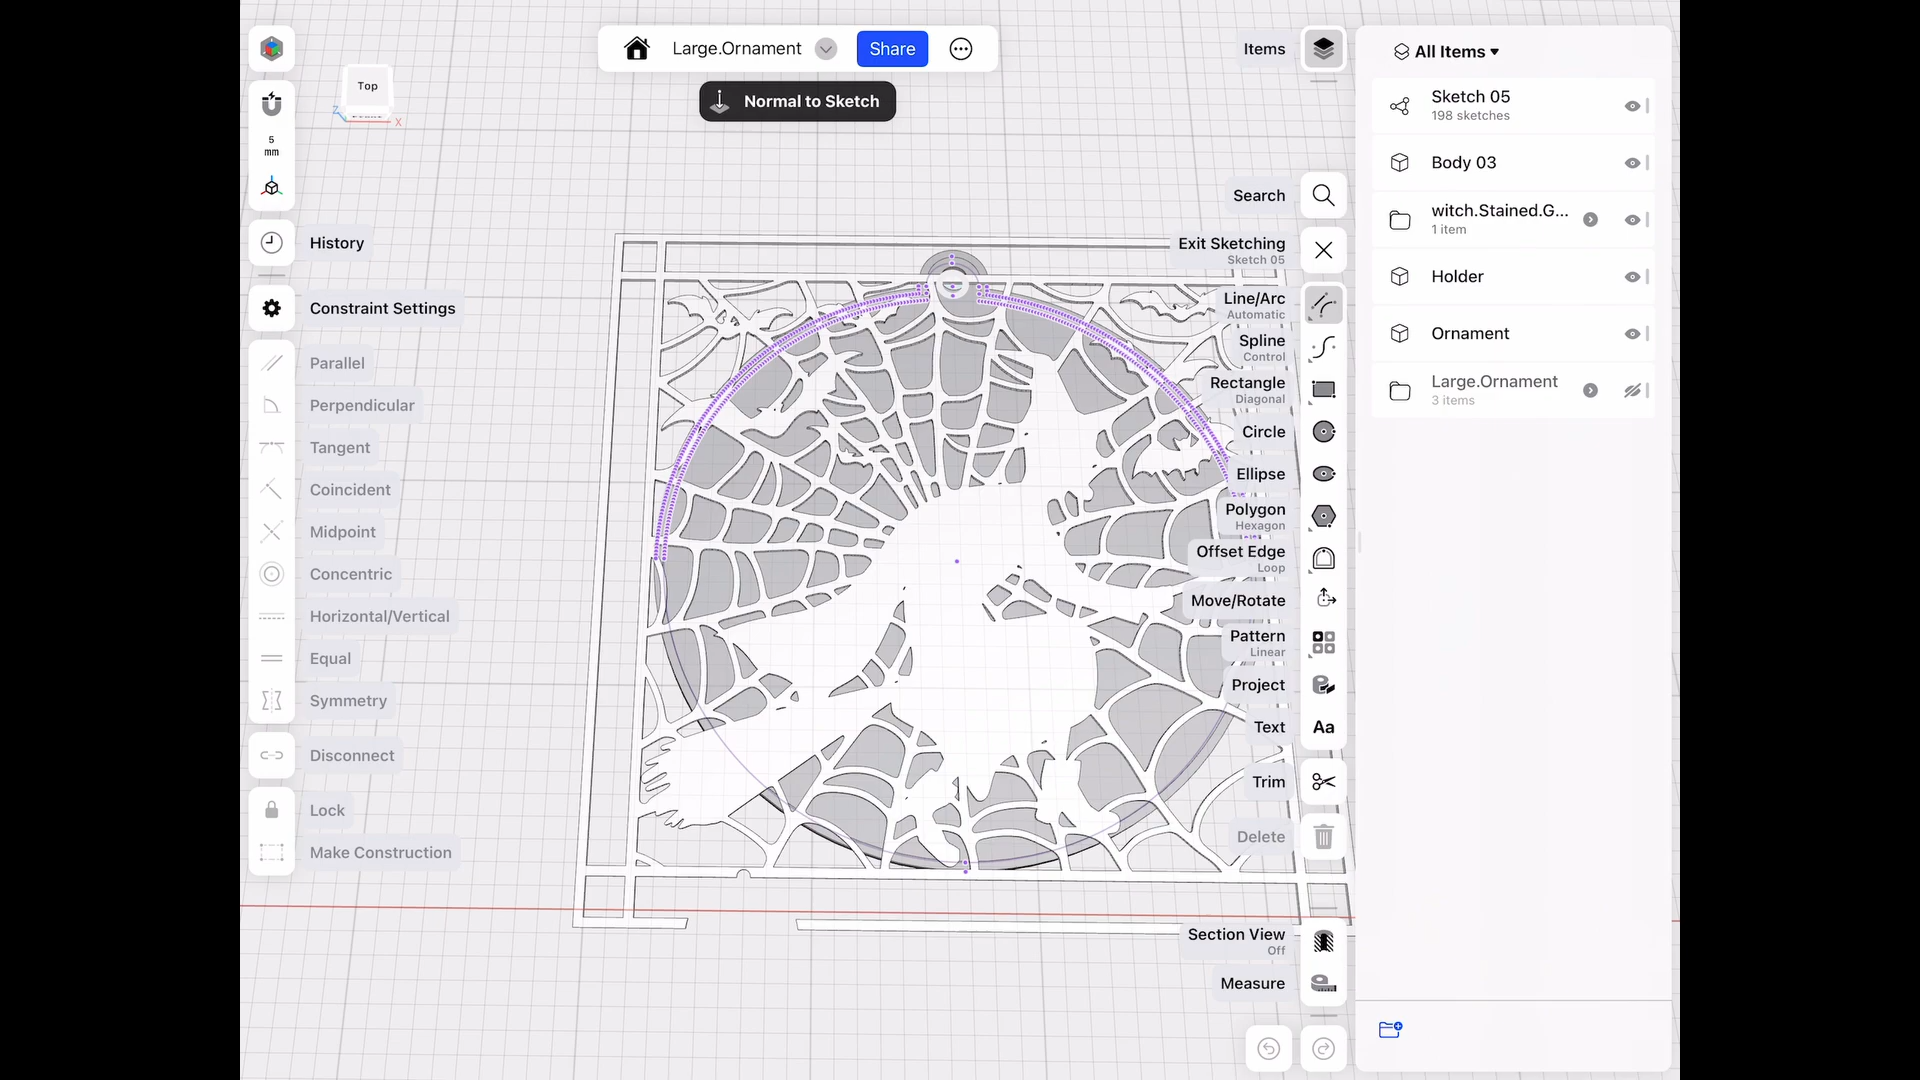 Large.Ornament
Share
Normal to Sketch
Top
Z
X
5
mm
History
Constraint Settings
Parallel
Perpendicular
Tangent
Coincident
Midpoint
Concentric
Horizontal/Vertical
Equal
Symmetry
Disconnect
Lock
Make Construction
Items
Search
Exit Sketching
Sketch 05
Line/Arc
Automatic
Spline
Control
Rectangle
Diagonal
Circle
Ellipse
Polygon
Hexagon
Offset Edge
Loop
Move/Rotate
Pattern
Linear
Project
Text
Aa
Trim
Delete
Section View
Off
Measure
All Items
Sketch 05
198 sketches
Body 03
witch.Stained.G...
1 item
Holder
Ornament
Large.Ornament
3 items